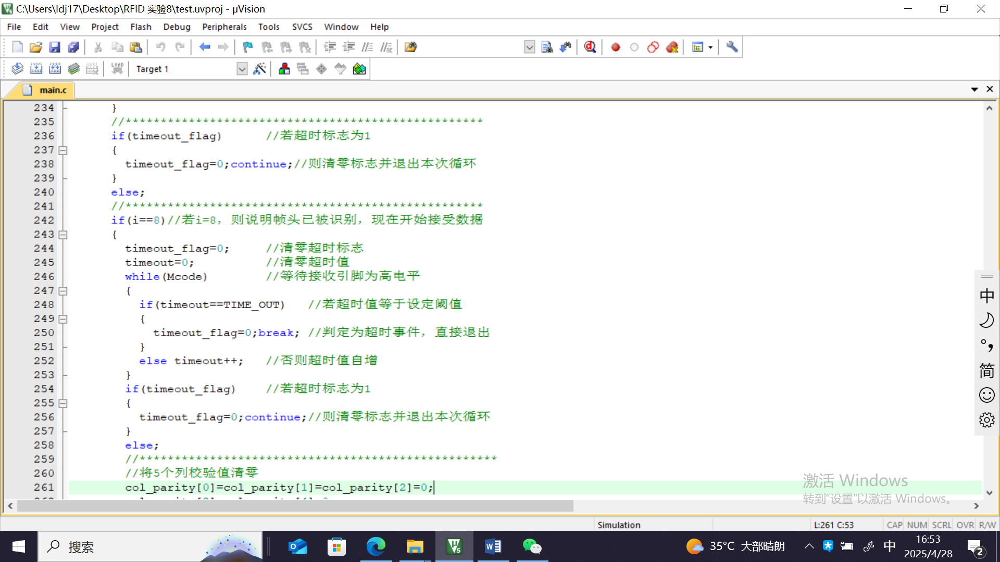 C:\Users\ldj17\Desktop\RFID 实验8\test.uvproj - µVision
File Edit View Project Flash Debug Peripherals Tools SVCS Window Help
LOAD
Target 1
main.c
234 }
235 //***************************************************
236 if(timeout_flag) //若超时标志为1
237 {
238 timeout_flag=0;continue;//则清零标志并退出本次循环
239 }
240 else;
241 //***************************************************
242 if(i==8)//若i=8，则说明帧头已被识别，现在开始接受数据
243 {
244 timeout_flag=0; //清零超时标志
245 timeout=0; //清零超时值
246 while(Mcode) //等待接收引脚为高电平
247 {
248 if(timeout==TIME_OUT) //若超时值等于设定阈值
249 {
250 timeout_flag=0;break; //判定为超时事件，直接退出
251 }
252 else timeout++; //否则超时值自增
253 }
254 if(timeout_flag) //若超时标志为1
255 {
256 timeout_flag=0;continue;//则清零标志并退出本次循环
257 }
258 else;
259 //***************************************************
260 //将5个列校验值清零
261 col_parity[0]=col_parity[1]=col_parity[2]=0;
中
简
激活 Windows
转到“设置”以激活 Windows。
Simulation L:261 C:53 CAP NUM SCRL OVR R/W
搜索
35°C 大部晴朗
中
16:53
2025/4/28
2